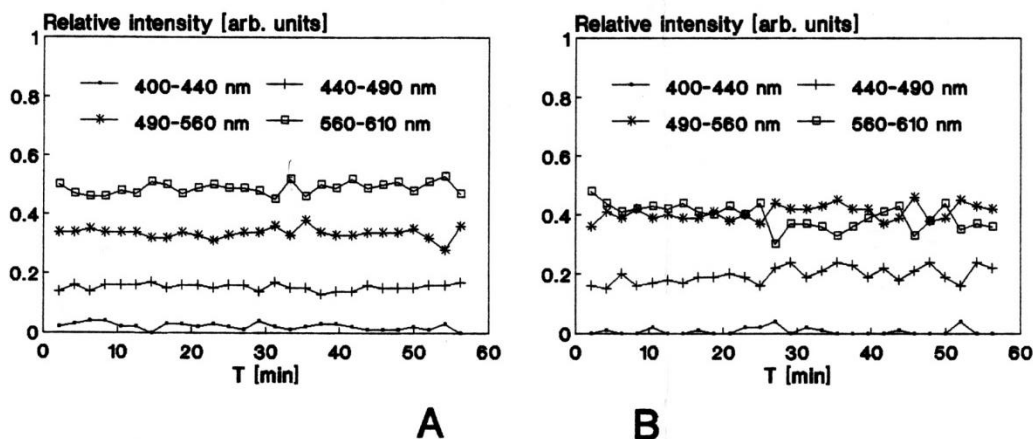 Relative intensity [arb. units]
1
0.8
0.6
0.4
0.2
0
400-440 nm
440-490 nm
490-560 nm
560-610 nm
0 10 20 30 40 50 60
T [min]
A
Relative intensity [arb. units]
1
0.8
0.6
0.4
0.2
0
400-440 nm
440-490 nm
490-560 nm
560-610 nm
0 10 20 30 40 50 60
T [min]
B